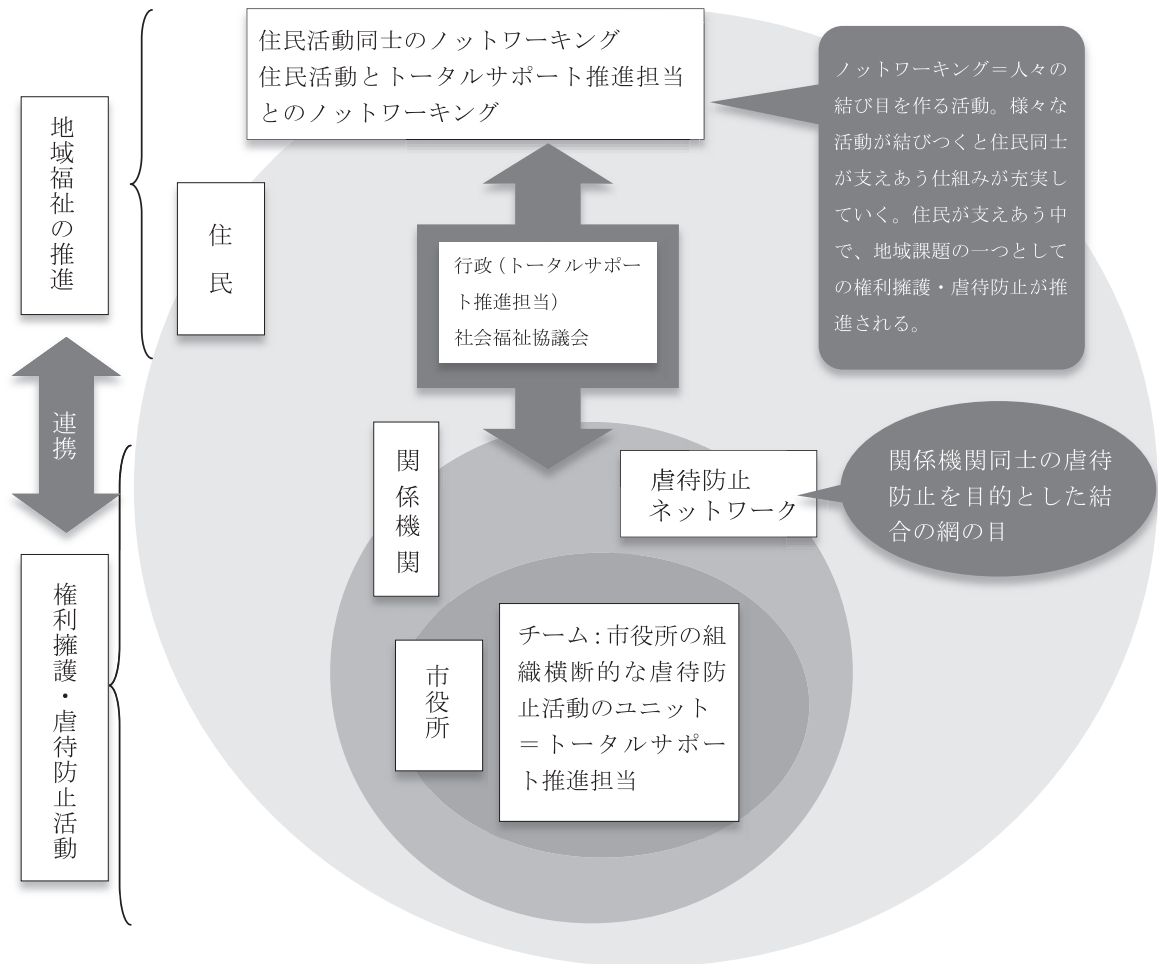 住民活動同士のノットワーキング
住民活動とトータルサポート推進担当
とのノットワーキング
ノットワーキング＝人々の
結び目を作る活動。様々な
活動が結びつくと住民同士
が支えあう仕組みが充実し
ていく。住民が支えあう中
で、地域課題の一つとして
の権利擁護・虐待防止が推
進される。
地域福祉の推進
住民
行政（トータルサポー
ト推進担当）
社会福祉協議会
連携
関係機関
虐待防止
ネットワーク
関係機関同士の虐待
防止を目的とした結
合の網の目
権利擁護・虐待防止活動
市役所
チーム：市役所の組
織横断的な虐待防
止活動のユニット
＝トータルサポー
ト推進担当